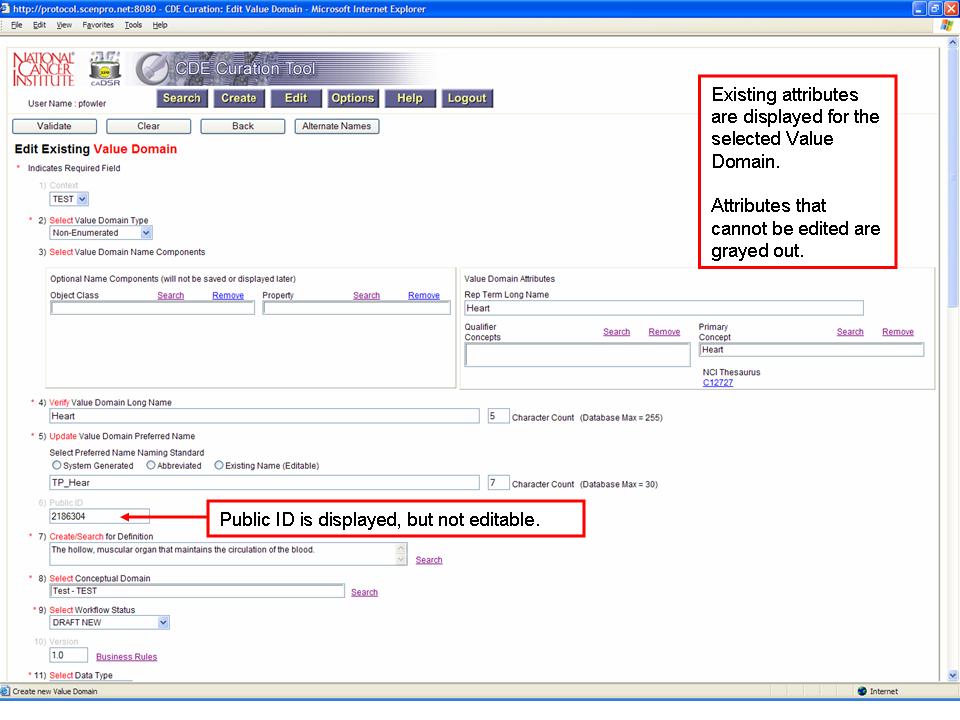 http://protocol.scenpro.net:8080 - CDE Curation: Edit Value Domain - Microsoft Internet Explorer
File Edit View Favorites Tools Help
NATIONAL CANCER INSTITUTE
caDSR
CDE Curation Tool
User Name : pfowler
Search Create Edit Options Help Logout
Validate Clear Back Alternate Names
Edit Existing Value Domain
* Indicates Required Field
1) Context
TEST
* 2) Select Value Domain Type
Non-Enumerated
3) Select Value Domain Name Components
Existing attributes
are displayed for the
selected Value
Domain.
Attributes that
cannot be edited are
grayed out.
Optional Name Components (will not be saved or displayed later)
Object Class Search Remove Property Search Remove
Value Domain Attributes
Rep Term Long Name
Heart
Qualifier Concepts Search Remove
Primary Concept Search Remove
Heart
NCI Thesaurus
C12727
* 4) Verify Value Domain Long Name
Heart 5 Character Count (Database Max = 255)
* 5) Update Value Domain Preferred Name
Select Preferred Name Naming Standard
System Generated Abbreviated Existing Name (Editable)
TP_Hear 7 Character Count (Database Max = 30)
6) Public ID
2186304
Public ID is displayed, but not editable.
* 7) Create/Search for Definition
The hollow, muscular organ that maintains the circulation of the blood. Search
* 8) Select Conceptual Domain
Test - TEST Search
* 9) Select Workflow Status
DRAFT NEW
10) Version
1.0 Business Rules
* 11) Select Data Type
Create new Value Domain Internet